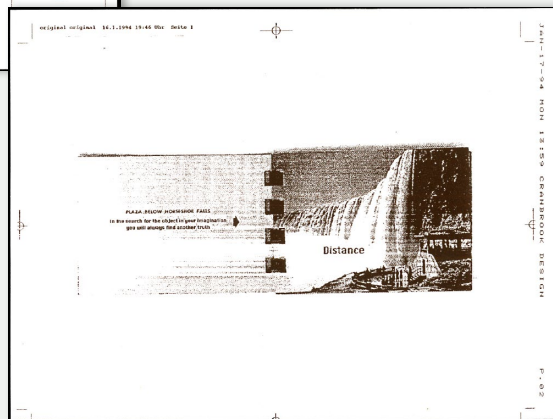 original original 16.1.1994 19:46 Uhr Seite 1
PLAZA BELOW HORSESHOE FALLS
In the search for the object in your imagination
you will always find another truth
Distance
JAN-17-94 MON 13:59 CRANBROOK DESIGN P.02